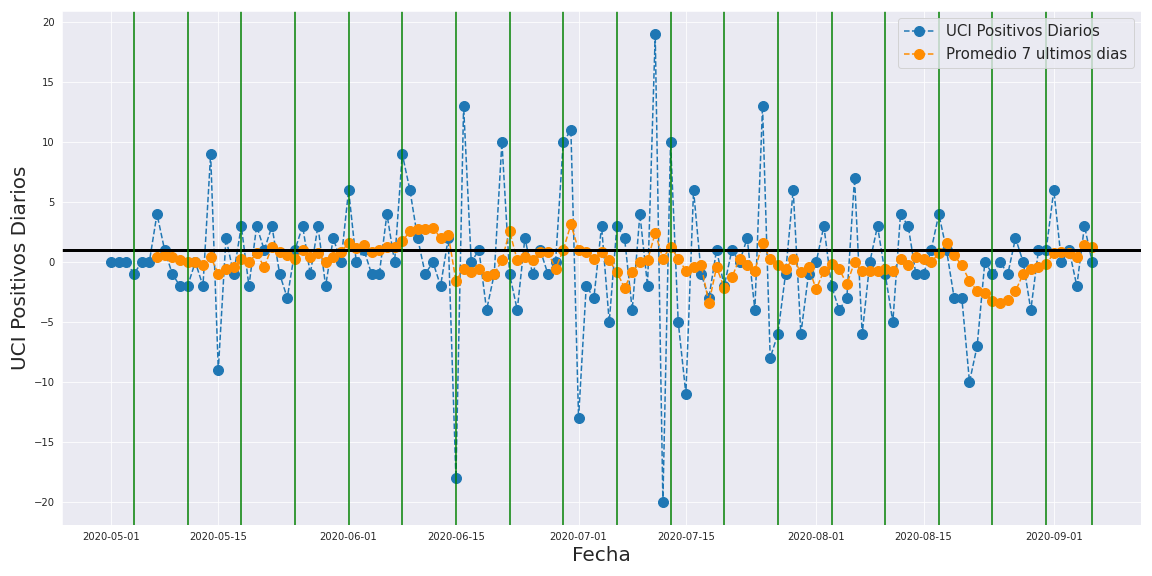 UCI Positivos Diarios
Promedio 7 ultimos dias
UCI Positivos Diarios
20
15
10
5
0
−5
−10
−15
−20
2020-05-01 2020-05-15 2020-06-01 2020-06-15 2020-07-01 2020-07-15 2020-08-01 2020-08-15 2020-09-01
Fecha